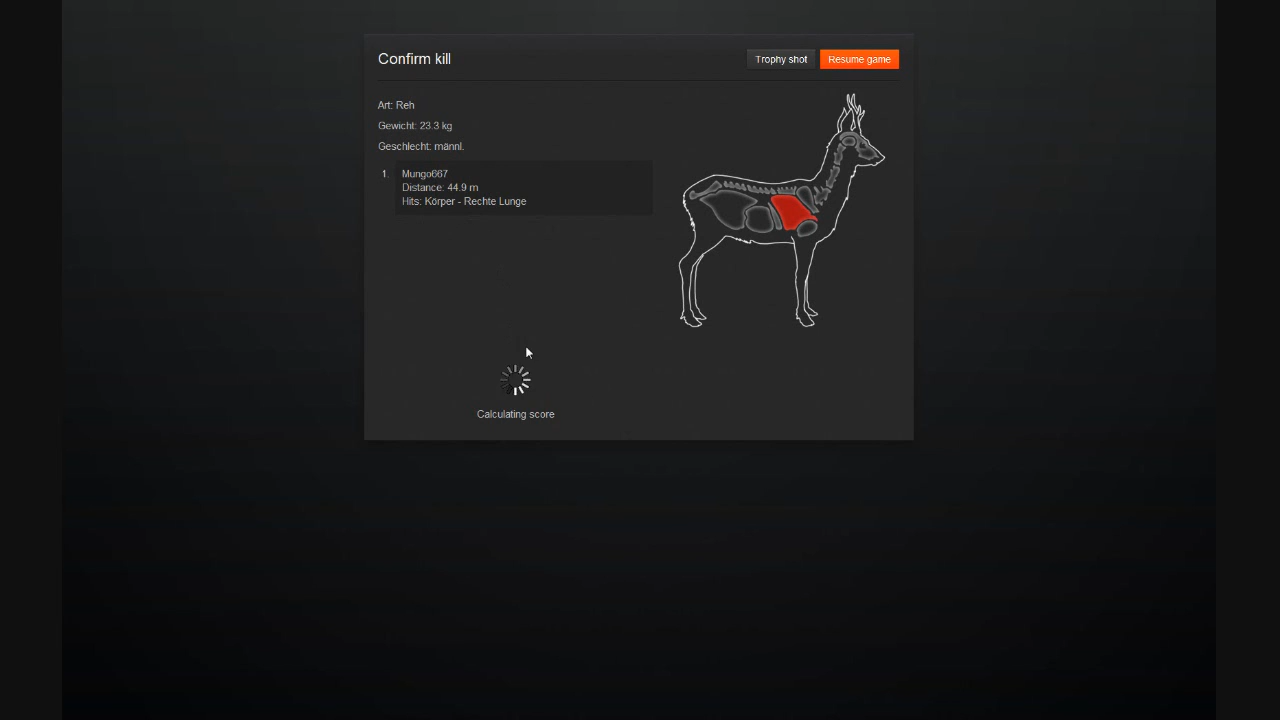 Confirm kill
Trophy shot
Resume game
Art: Reh
Gewicht: 23.3 kg
Geschlecht: männl.
1. Mungo667
Distance: 44.9 m
Hits: Körper - Rechte Lunge
Calculating score